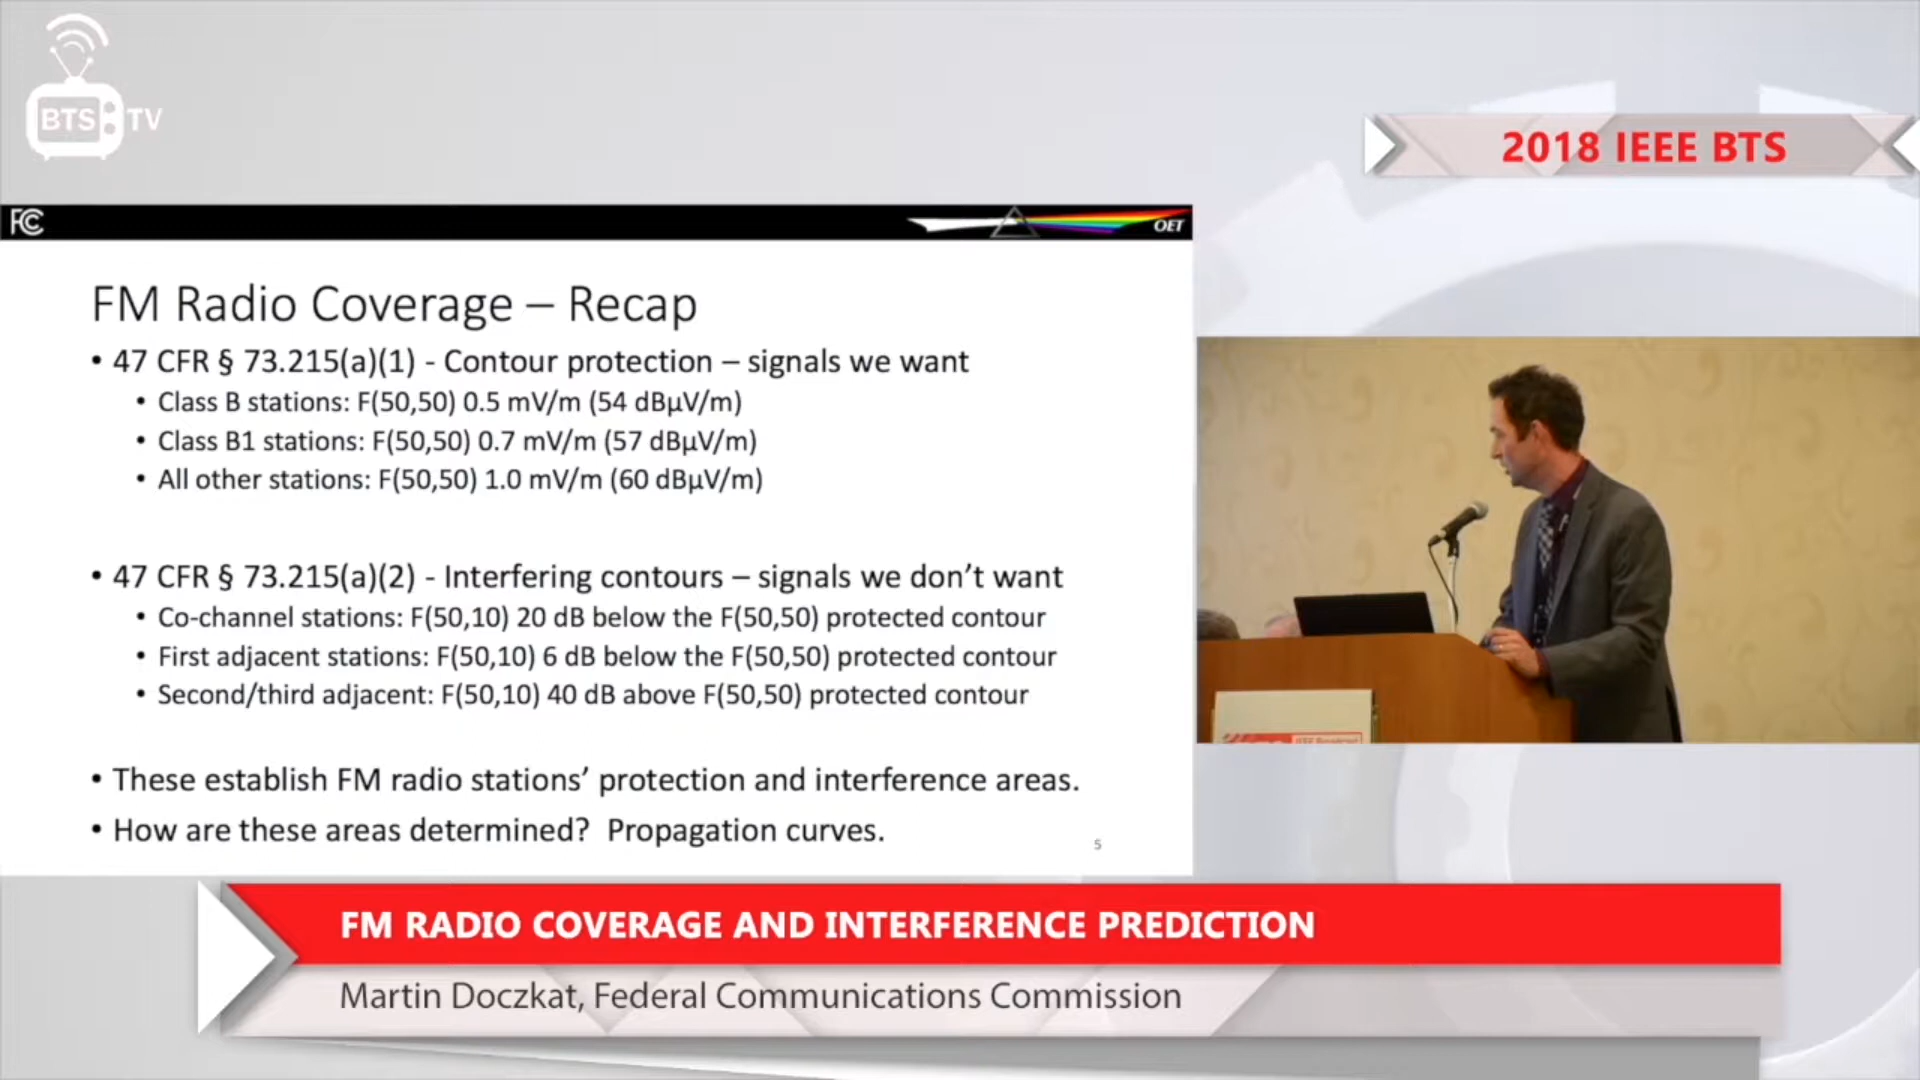 BTS TV
2018 IEEE BTS
FCC
OET
FM Radio Coverage – Recap
• 47 CFR § 73.215(a)(1) - Contour protection – signals we want
• Class B stations: F(50,50) 0.5 mV/m (54 dBµV/m)
• Class B1 stations: F(50,50) 0.7 mV/m (57 dBµV/m)
• All other stations: F(50,50) 1.0 mV/m (60 dBµV/m)
• 47 CFR § 73.215(a)(2) - Interfering contours – signals we don’t want
• Co-channel stations: F(50,10) 20 dB below the F(50,50) protected contour
• First adjacent stations: F(50,10) 6 dB below the F(50,50) protected contour
• Second/third adjacent: F(50,10) 40 dB above F(50,50) protected contour
• These establish FM radio stations’ protection and interference areas.
• How are these areas determined? Propagation curves.
5
IEEE Broadcast
FM RADIO COVERAGE AND INTERFERENCE PREDICTION
Martin Doczkat, Federal Communications Commission